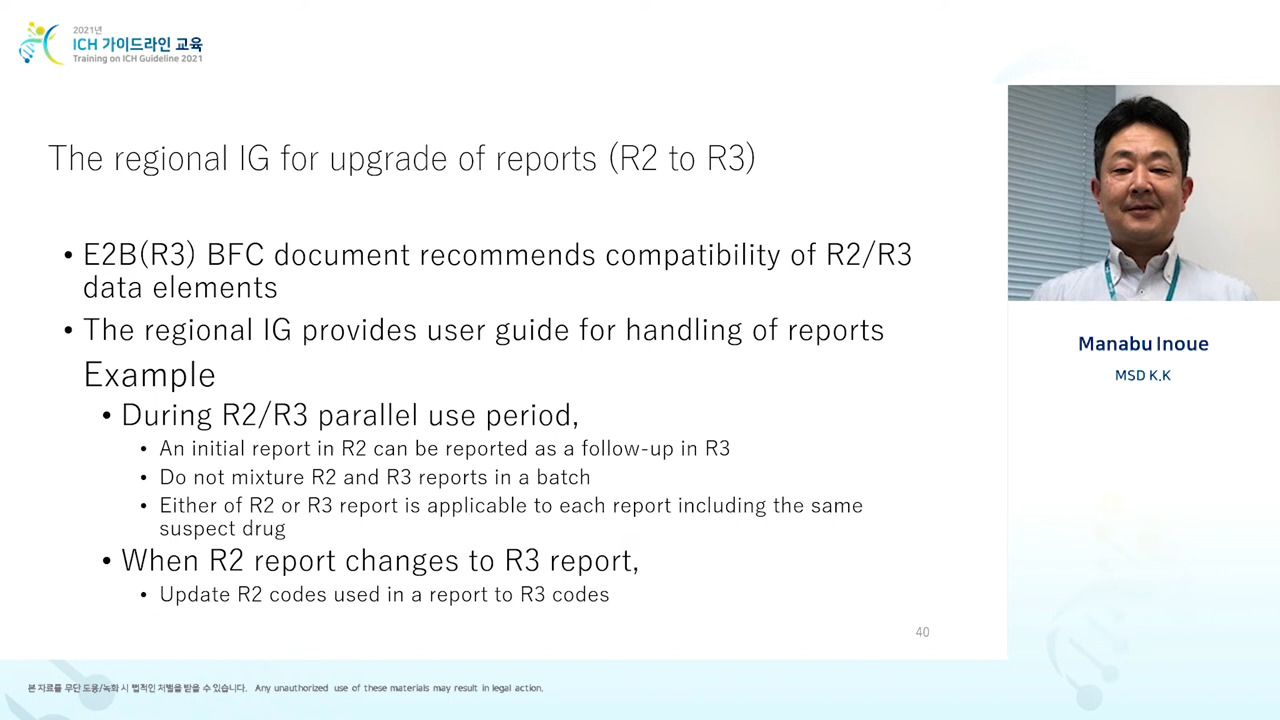 2021년
ICH 가이드라인 교육
Training on ICH Guideline 2021
The regional IG for upgrade of reports (R2 to R3)
• E2B(R3) BFC document recommends compatibility of R2/R3
data elements
• The regional IG provides user guide for handling of reports
Example
• During R2/R3 parallel use period,
• An initial report in R2 can be reported as a follow-up in R3
• Do not mixture R2 and R3 reports in a batch
• Either of R2 or R3 report is applicable to each report including the same
suspect drug
• When R2 report changes to R3 report,
• Update R2 codes used in a report to R3 codes
40
Manabu Inoue
MSD K.K
본 자료를 무단 도용/녹화 시 법적인 처벌을 받을 수 있습니다. Any unauthorized use of these materials may result in legal action.